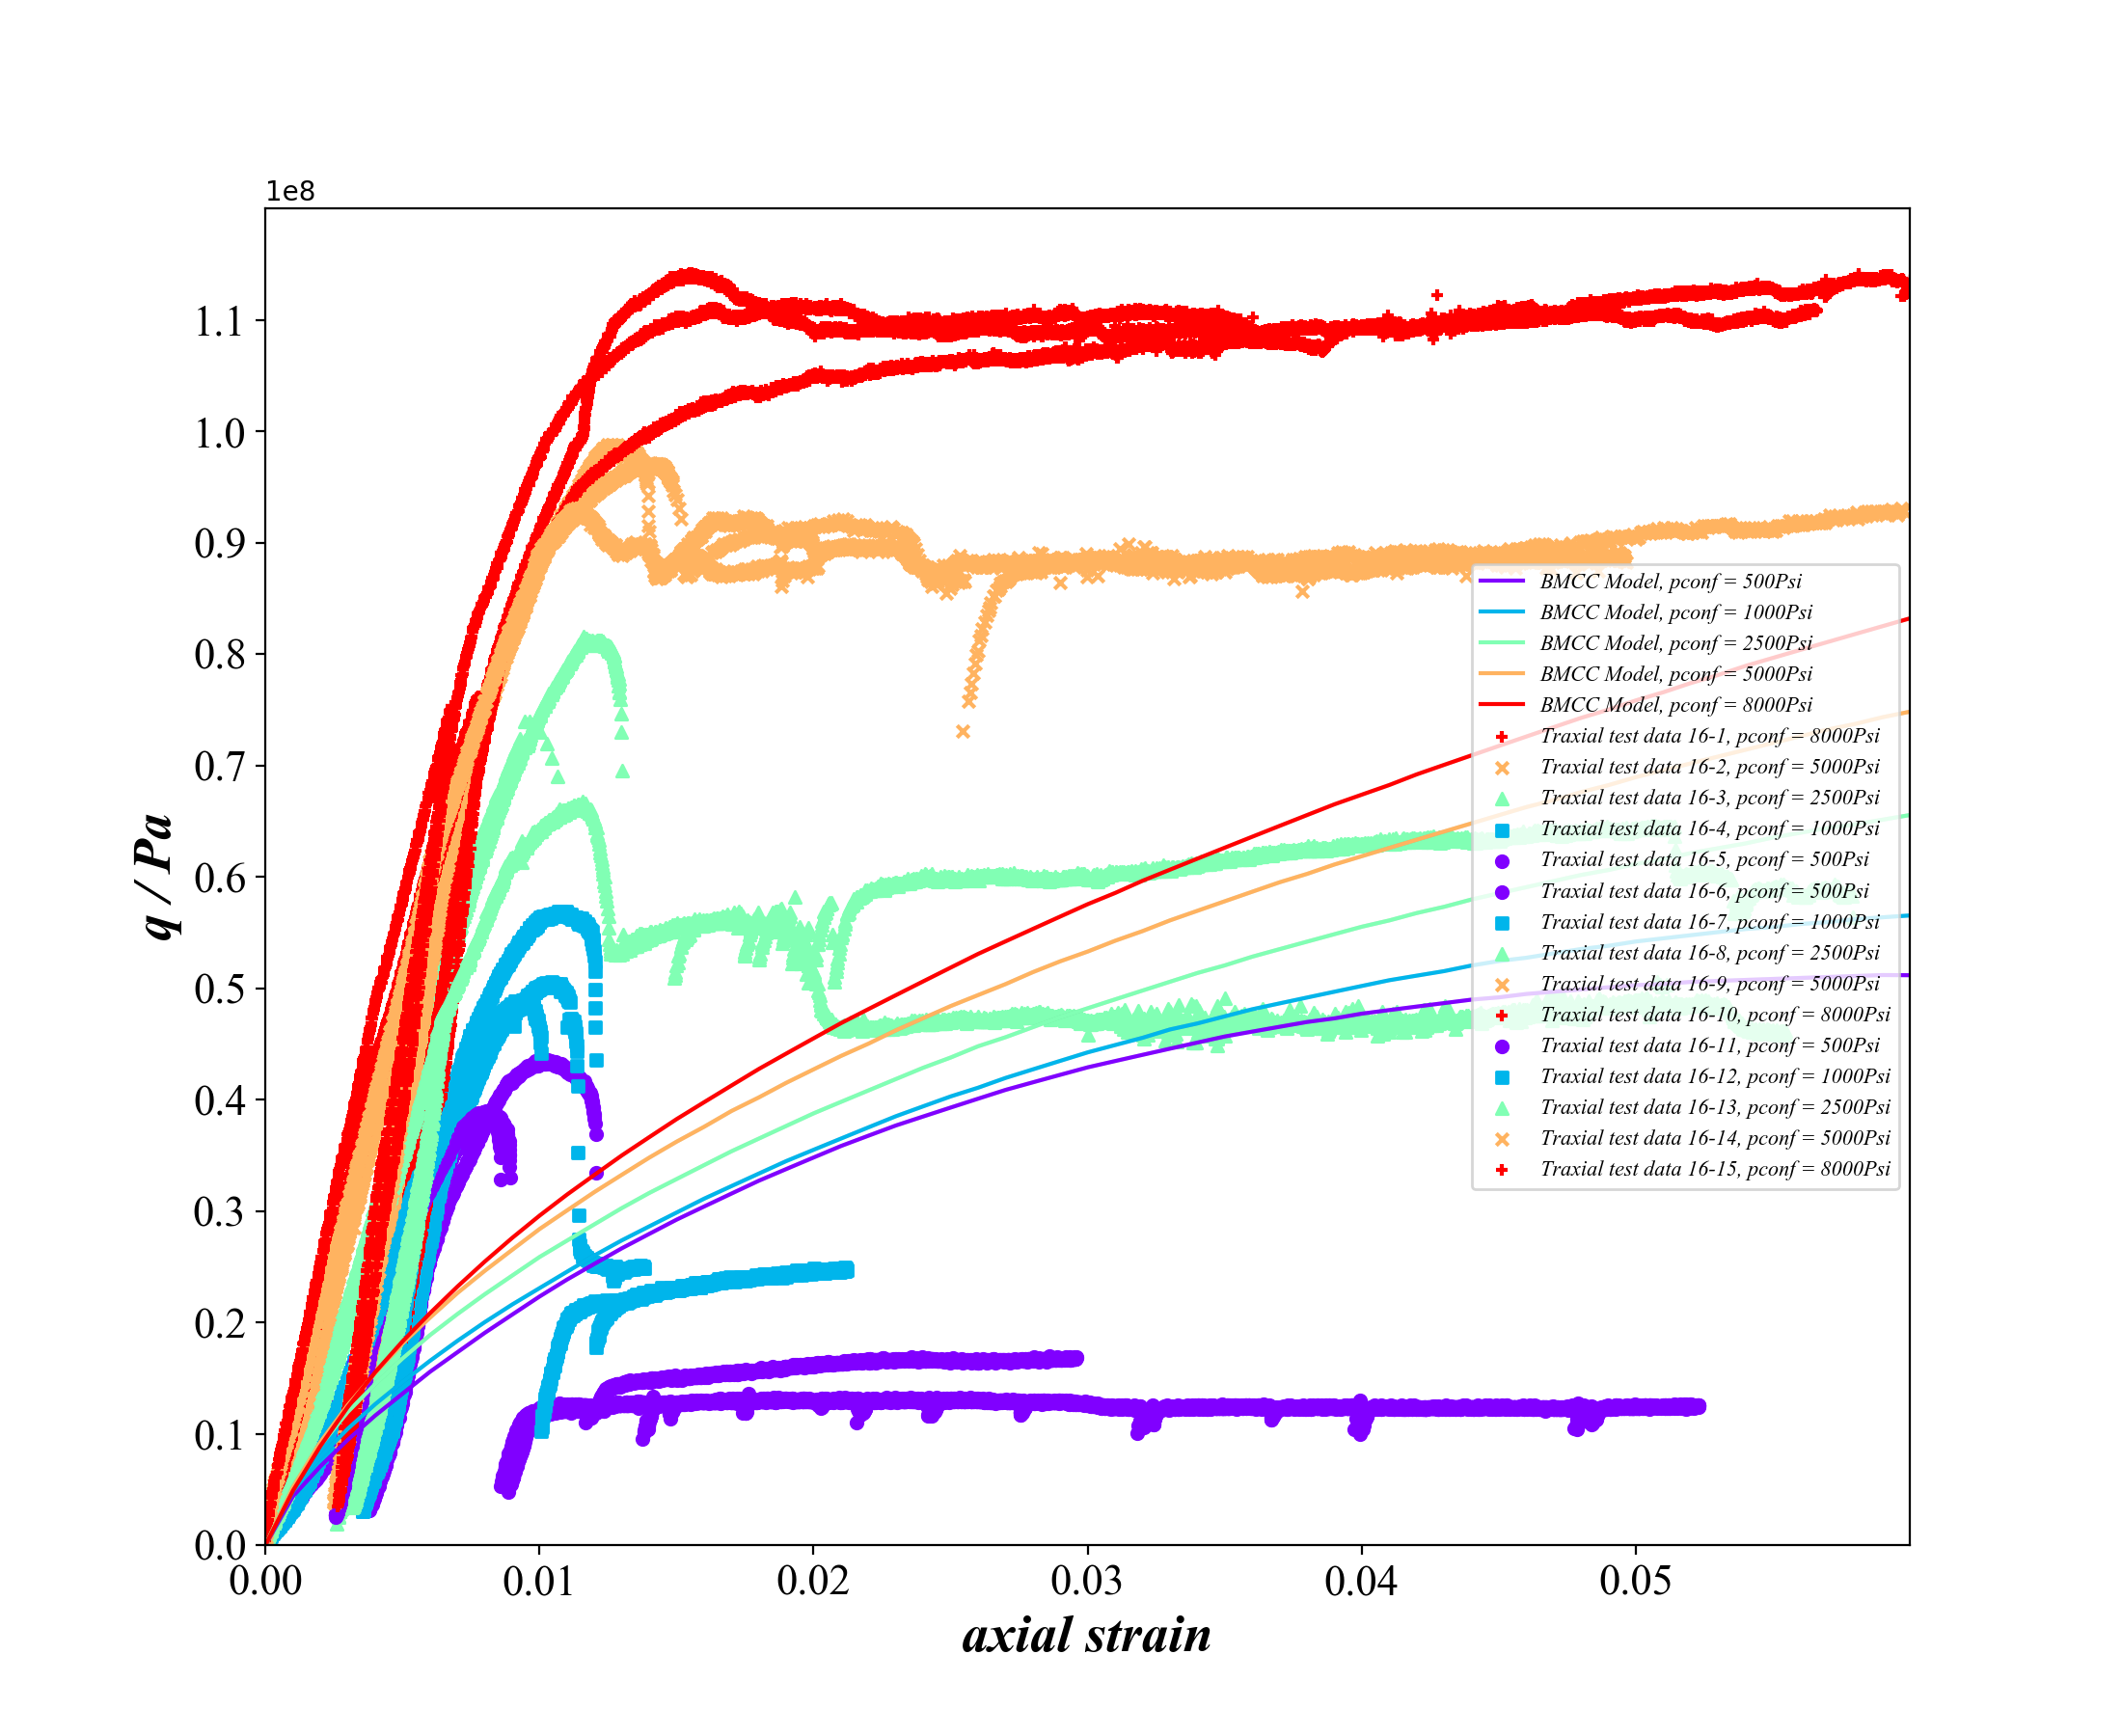 1e8
1.1
1.0
0.9
0.8
0.7
0.6
0.5
0.4
0.3
0.2
0.1
0.0
q / Pa
BMCC Model, pconf = 500Psi
BMCC Model, pconf = 1000Psi
BMCC Model, pconf = 2500Psi
BMCC Model, pconf = 5000Psi
BMCC Model, pconf = 8000Psi
Traxial test data 16-1, pconf = 8000Psi
Traxial test data 16-2, pconf = 5000Psi
Traxial test data 16-3, pconf = 2500Psi
Traxial test data 16-4, pconf = 1000Psi
Traxial test data 16-5, pconf = 500Psi
Traxial test data 16-6, pconf = 500Psi
Traxial test data 16-7, pconf = 1000Psi
Traxial test data 16-8, pconf = 2500Psi
Traxial test data 16-9, pconf = 5000Psi
Traxial test data 16-10, pconf = 8000Psi
Traxial test data 16-11, pconf = 500Psi
Traxial test data 16-12, pconf = 1000Psi
Traxial test data 16-13, pconf = 2500Psi
Traxial test data 16-14, pconf = 5000Psi
Traxial test data 16-15, pconf = 8000Psi
0.00 0.01 0.02 0.03 0.04 0.05
axial strain